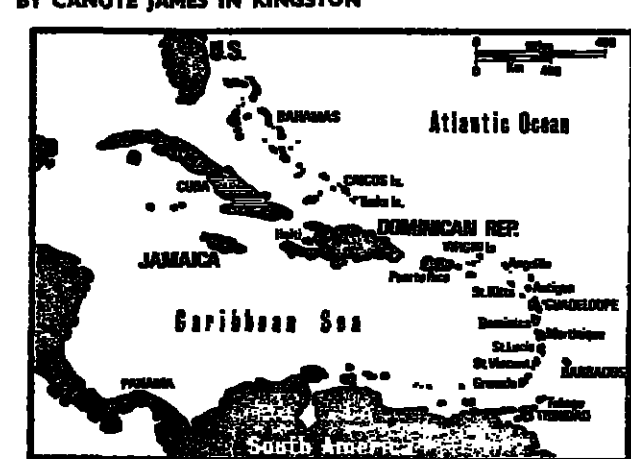 BY CANUTE JAMES IN KINGSTON
U.S.
BAHAMAS
Atlantic Ocean
CUBA
CAICOS Is.
Turks Is.
Haiti
DOMINICAN REP.
JAMAICA
VIRGIN Is
Puerto Rico
Anguilla
St.Kitts
Antigua
GUADELOUPE
Caribbean Sea
Dominica
Martinique
St.Lucia
St.Vincent
BARBADOS
Grenada
PANAMA
Tobago
TRINIDAD
South America